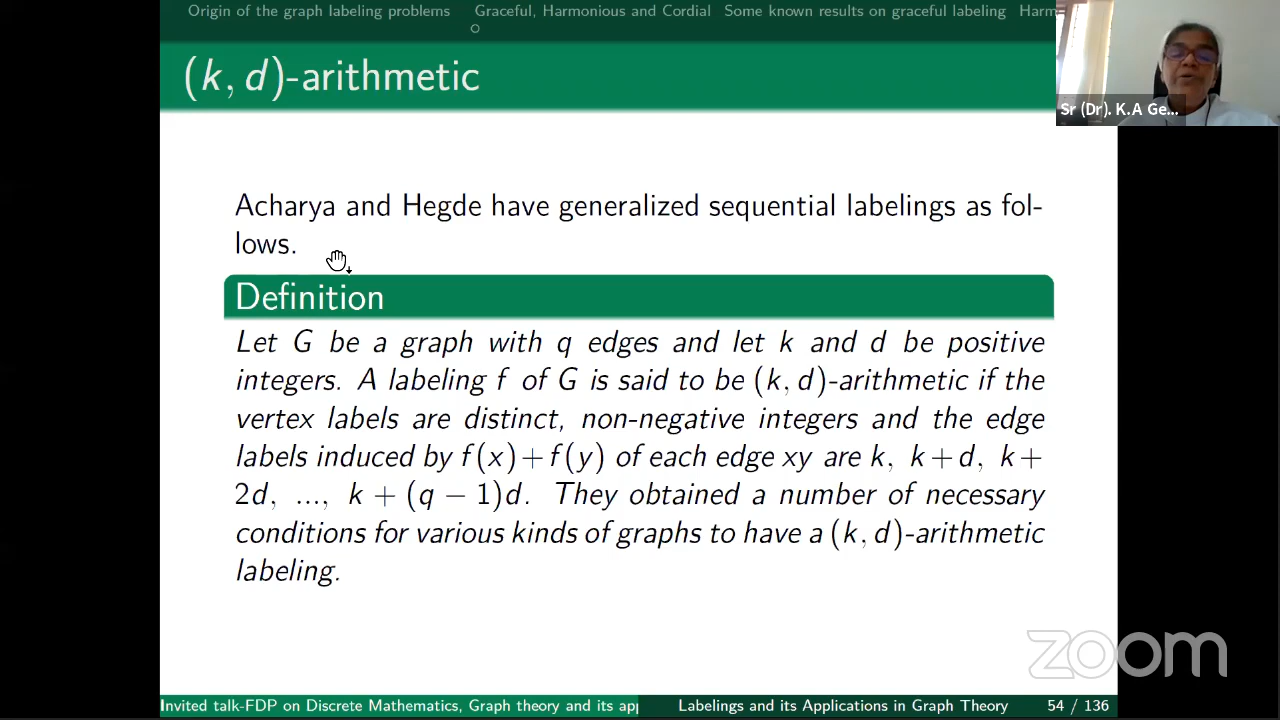 Origin of the graph labeling problems Graceful, Harmonious and Cordial Some known results on graceful labeling Harm
(k, d)-arithmetic
Sr (Dr). K.A Ge...
Acharya and Hegde have generalized sequential labelings as fol-
lows.
Definition
Let G be a graph with q edges and let k and d be positive
integers. A labeling f of G is said to be (k, d)-arithmetic if the
vertex labels are distinct, non-negative integers and the edge
labels induced by f(x)+f(y) of each edge xy are k, k+d, k+
2d, ..., k + (q − 1)d. They obtained a number of necessary
conditions for various kinds of graphs to have a (k, d)-arithmetic
labeling.
zoom
Invited talk-FDP on Discrete Mathematics, Graph theory and its app Labelings and its Applications in Graph Theory 54 / 136